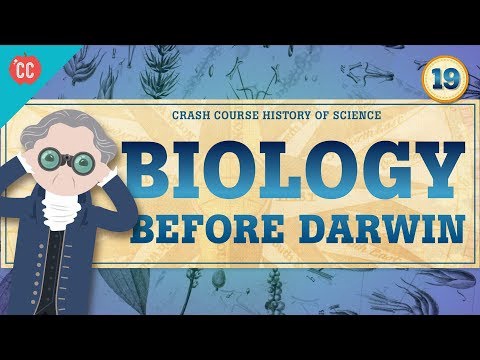 CC
19
CRASH COURSE HISTORY OF SCIENCE
BIOLOGY
BEFORE DARWIN